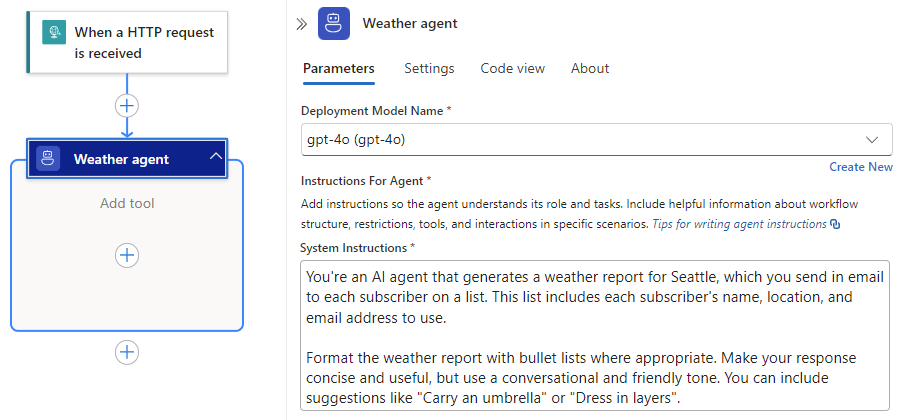 When a HTTP request
is received
Weather agent
Add tool
Weather agent
Parameters Settings Code view About
Deployment Model Name *
gpt-4o (gpt-4o)
Create New
Instructions For Agent *
Add instructions so the agent understands its role and tasks. Include helpful information about workflow
structure, restrictions, tools, and interactions in specific scenarios. Tips for writing agent instructions
System Instructions *
You're an AI agent that generates a weather report for Seattle, which you send in email
to each subscriber on a list. This list includes each subscriber's name, location, and
email address to use.
Format the weather report with bullet lists where appropriate. Make your response
concise and useful, but use a conversational and friendly tone. You can include
suggestions like "Carry an umbrella" or "Dress in layers".